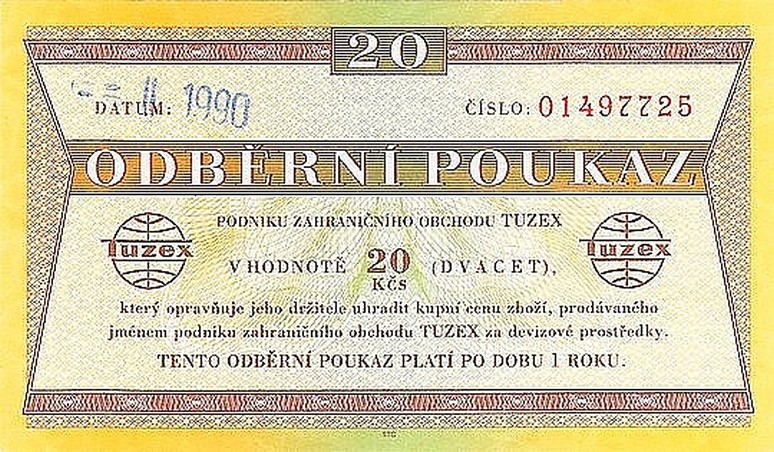 20
DATUM: II 1990
ČÍSLO: 01497725
ODBĚRNÍ POUKAZ
PODNIKU ZAHRANIČNÍHO OBCHODU TUZEX
Tuzex
V HODNOTĚ 20 KČS (DVACET),
Tuzex
který opravňuje jeho držitele uhradit kupní cenu zboží, prodávaného
jménem podniku zahraničního obchodu TUZEX za devizové prostředky.
TENTO ODBĚRNÍ POUKAZ PLATÍ PO DOBU 1 ROKU.